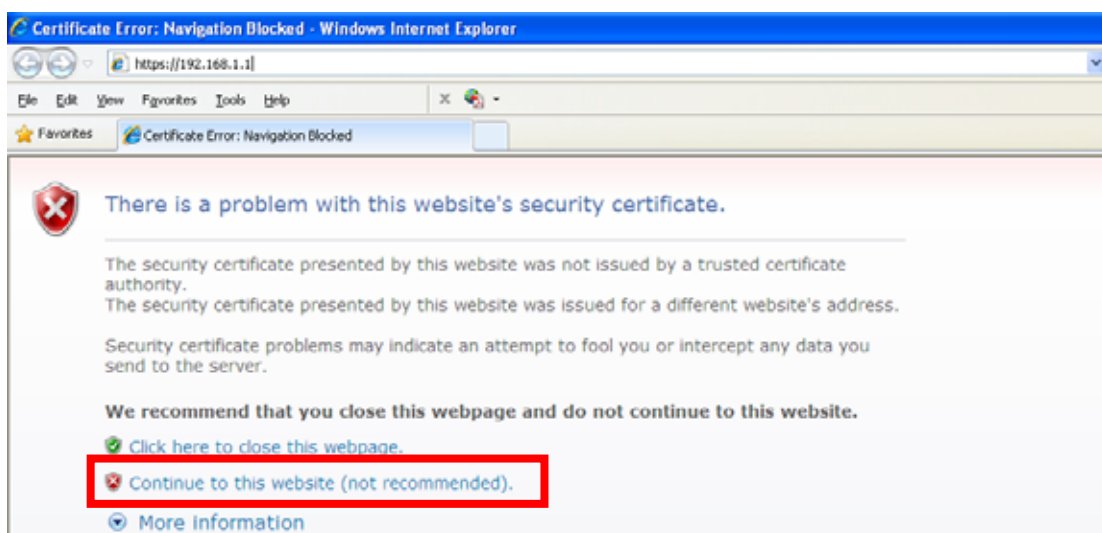 Certificate Error: Navigation Blocked - Windows Internet Explorer
https://192.168.1.1
File Edit View Favorites Tools Help
Favorites Certificate Error: Navigation Blocked
There is a problem with this website's security certificate.
The security certificate presented by this website was not issued by a trusted certificate
authority.
The security certificate presented by this website was issued for a different website's address.
Security certificate problems may indicate an attempt to fool you or intercept any data you
send to the server.
We recommend that you close this webpage and do not continue to this website.
Click here to close this webpage.
Continue to this website (not recommended).
More information